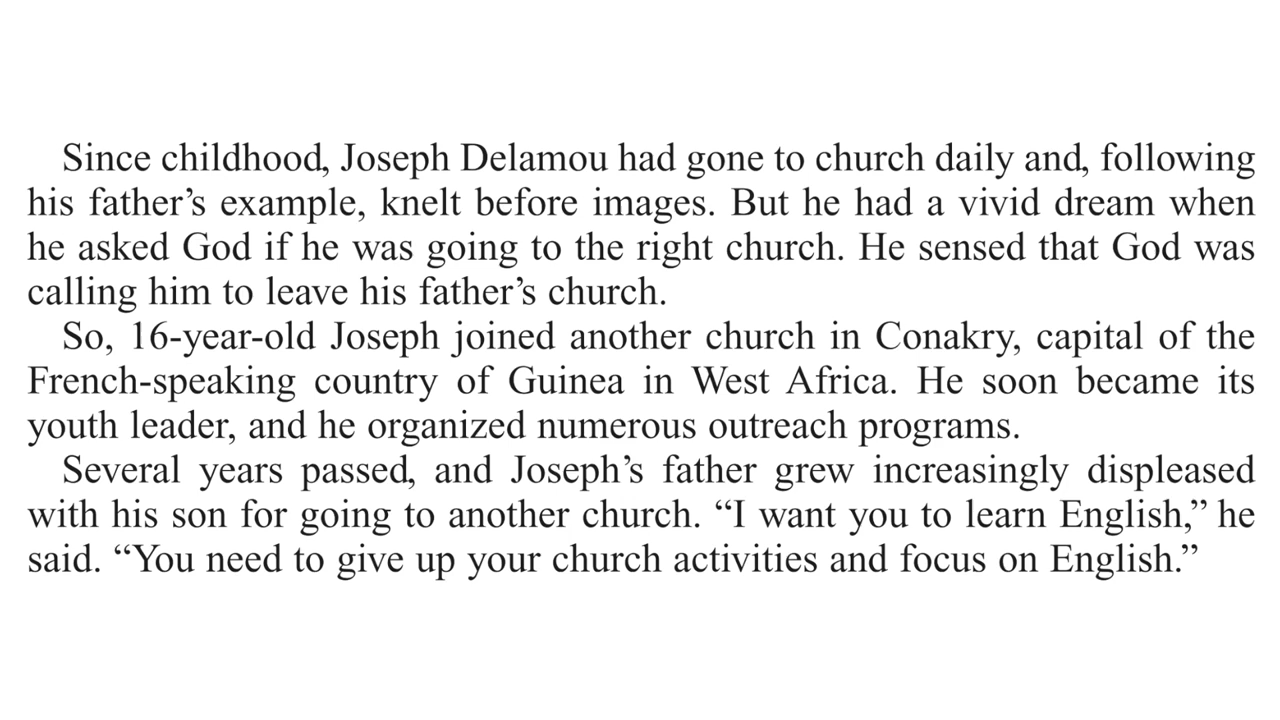 Since childhood, Joseph Delamou had gone to church daily and, following
his father’s example, knelt before images. But he had a vivid dream when
he asked God if he was going to the right church. He sensed that God was
calling him to leave his father’s church.
So, 16-year-old Joseph joined another church in Conakry, capital of the
French-speaking country of Guinea in West Africa. He soon became its
youth leader, and he organized numerous outreach programs.
Several years passed, and Joseph’s father grew increasingly displeased
with his son for going to another church. “I want you to learn English,” he
said. “You need to give up your church activities and focus on English.”